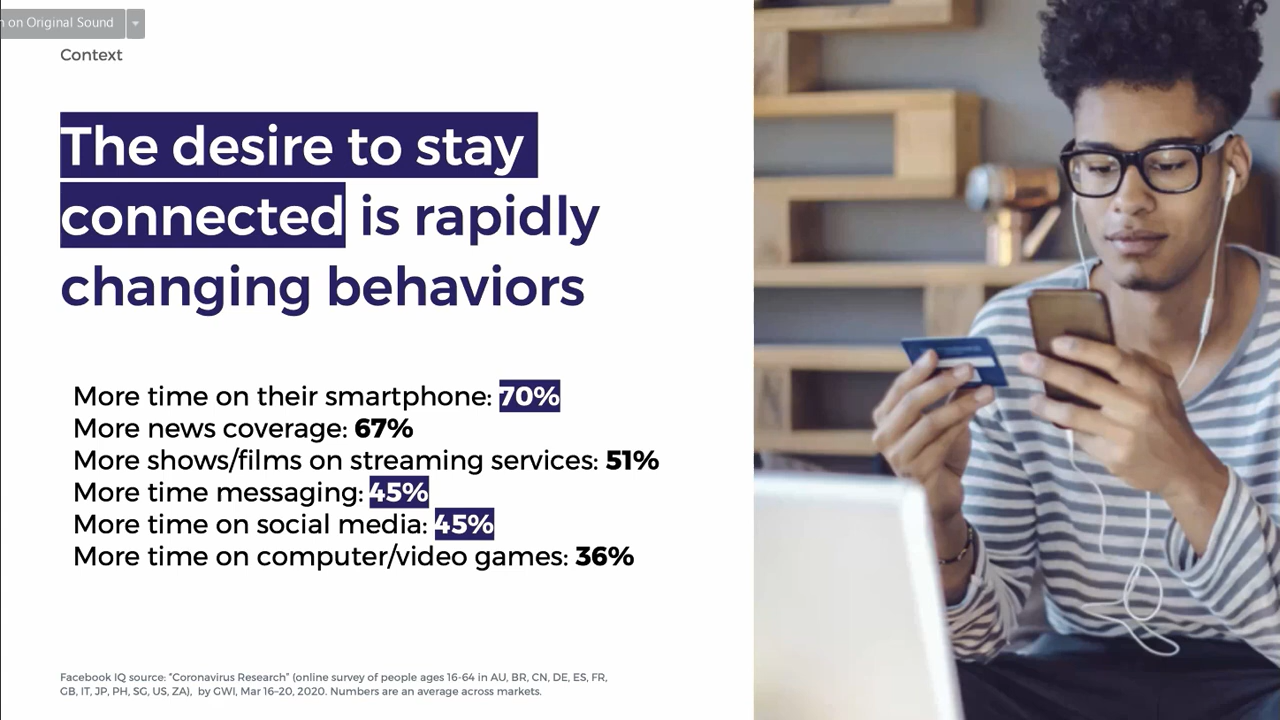 n on Original Sound
Context
The desire to stay
connected is rapidly
changing behaviors
More time on their smartphone: 70%
More news coverage: 67%
More shows/films on streaming services: 51%
More time messaging: 45%
More time on social media: 45%
More time on computer/video games: 36%
Facebook IQ source: “Coronavirus Research” (online survey of people ages 16-64 in AU, BR, CN, DE, ES, FR,
GB, IT, JP, PH, SG, US, ZA),  by GWI, Mar 16–20, 2020. Numbers are an average across markets.